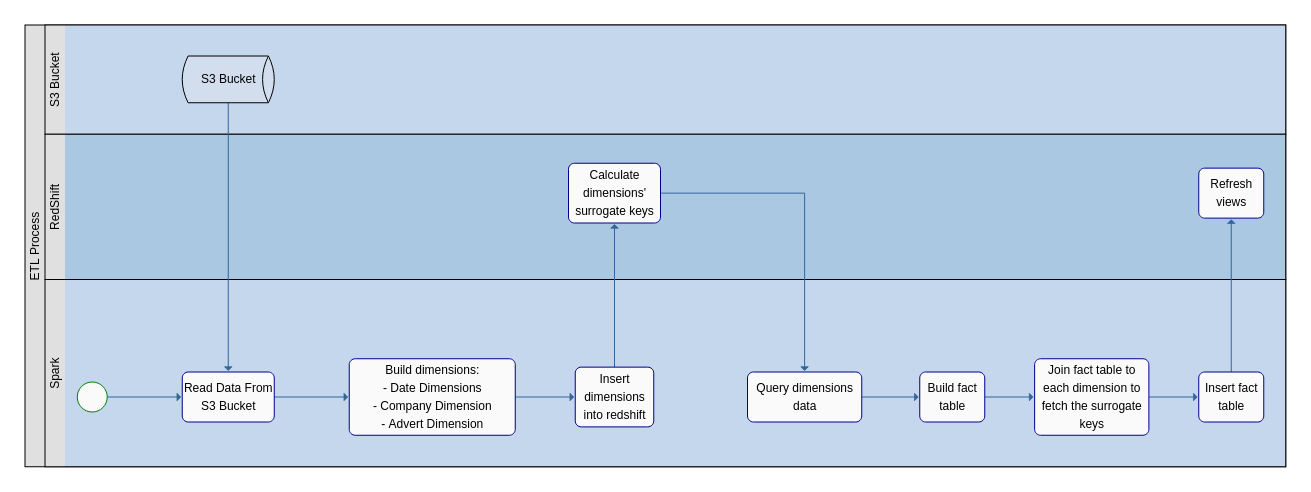 ETL Process
S3 Bucket
S3 Bucket
RedShift
Calculate
dimensions'
surrogate keys
Refresh
views
Spark
Read Data From
S3 Bucket
Build dimensions:
- Date Dimensions
- Company Dimension
- Advert Dimension
Insert
dimensions
into redshift
Query dimensions
data
Build fact
table
Join fact table to
each dimension to
fetch the surrogate
keys
Insert fact
table